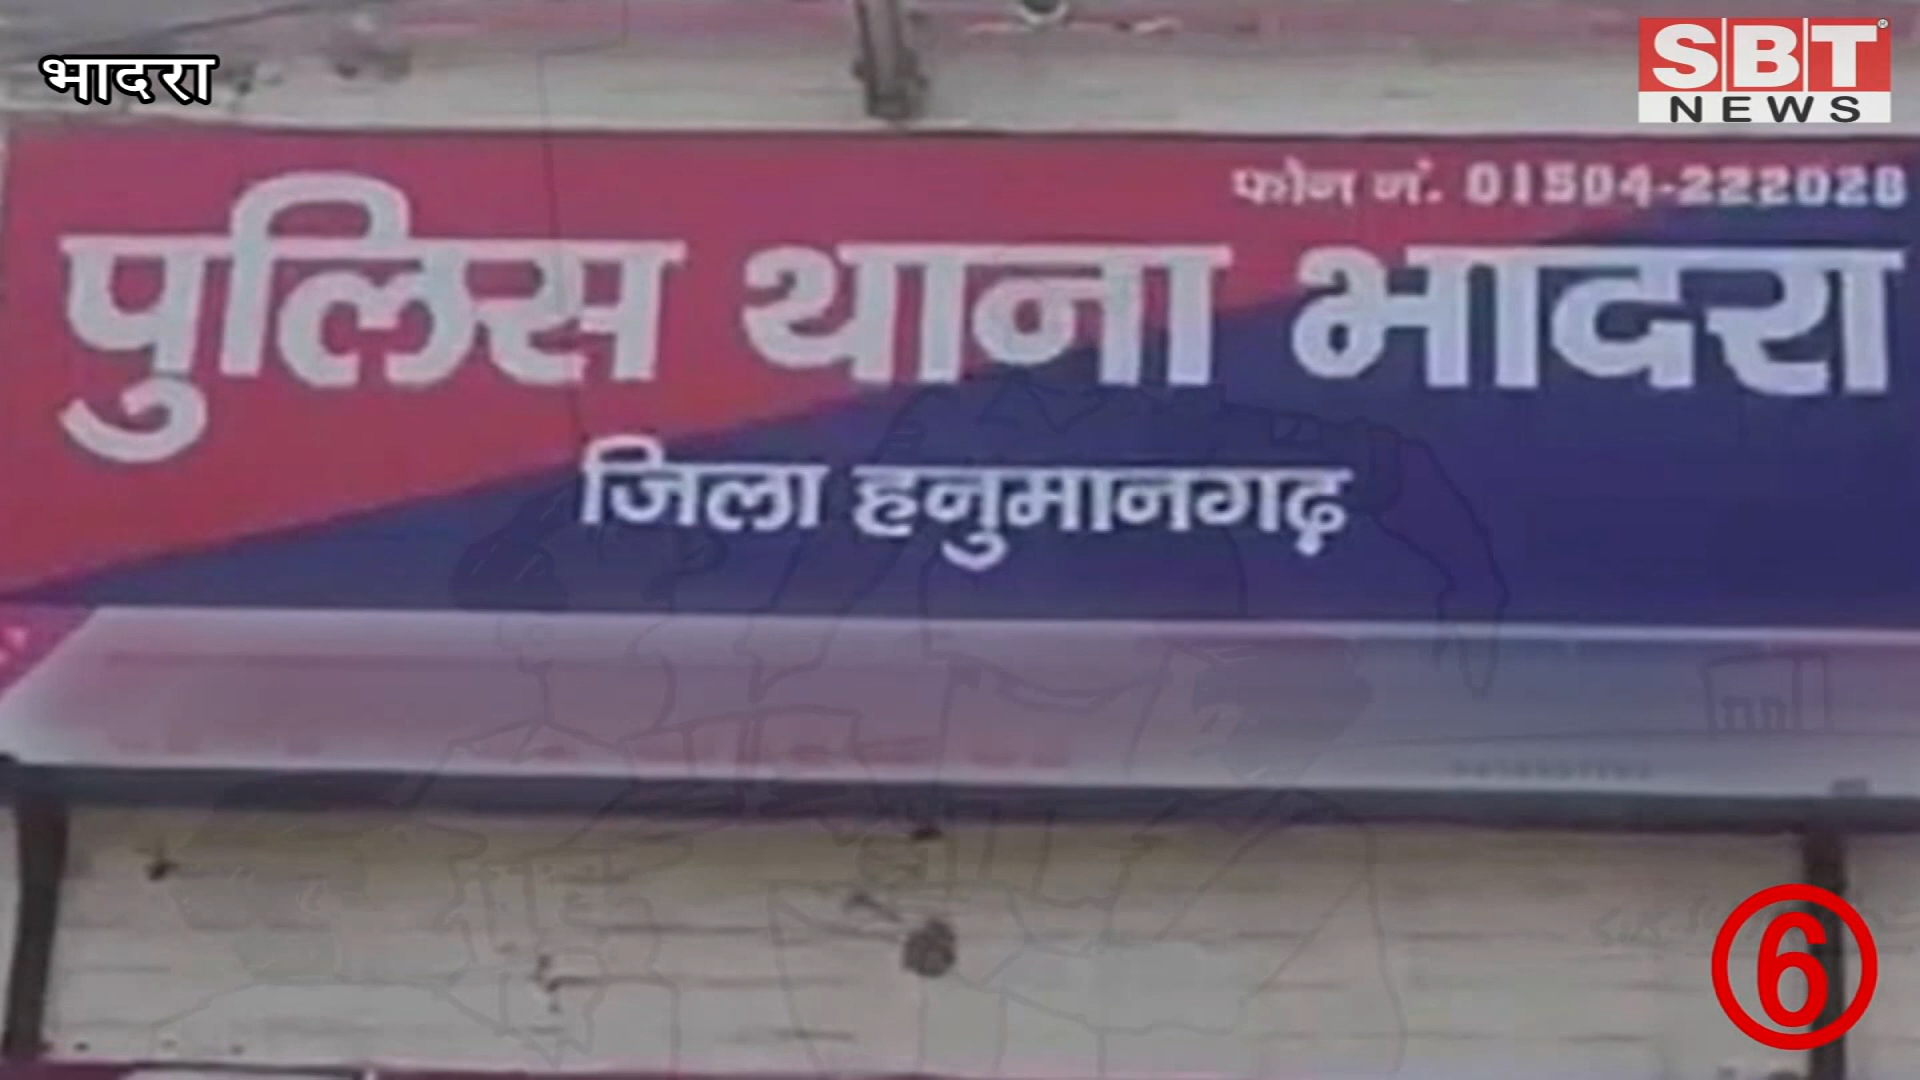 भादरा
SBT
NEWS
फोन नं. 01504-222028
पुलिस थाना भादरा
जिला हनुमानगढ़
6